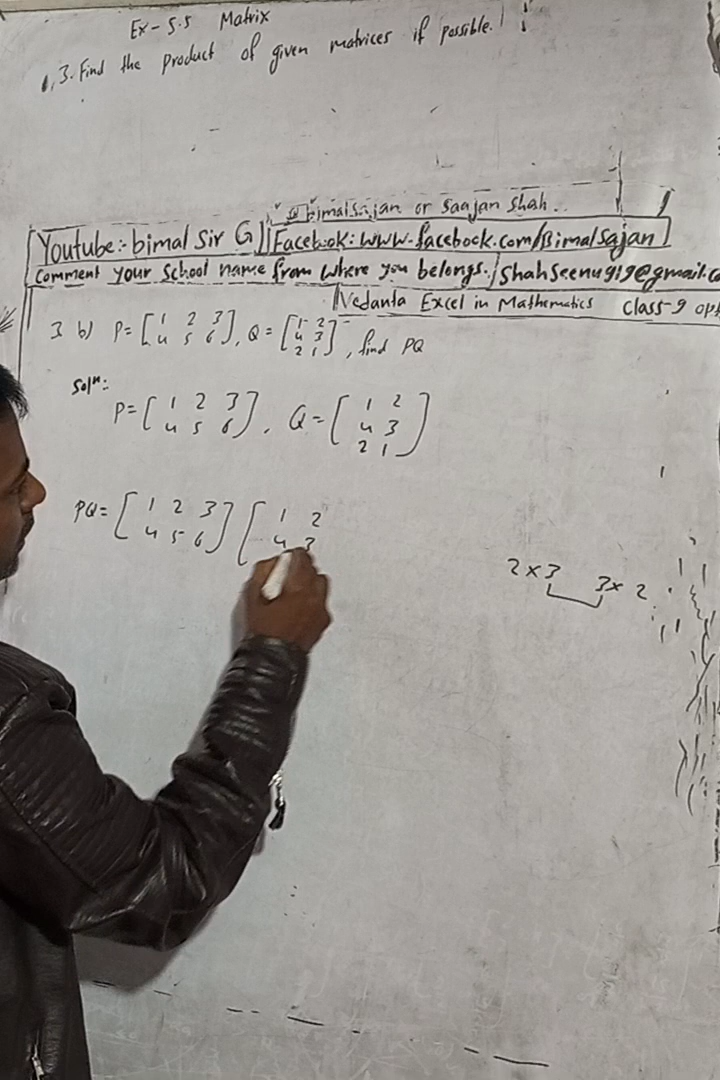 Ex-5.5 Matrix
3. Find the product of given matrices if possible.
@bimalsajan or Saajan Shah..
Youtube:- bimal Sir G || Facebook: www.facebook.com/Bimalsajan
Comment your School name from where you belongs. / Shahseenu919@gmail.co
Vedanta Excel in Mathematics Class-9 opt
3. b) P= [ 1 2 3
4 5 6 ], Q = [ 1 2
4 3
2 1 ], find PQ
Solⁿ:
P= [ 1 2 3
4 5 6 ], Q= [ 1 2
4 3
2 1 ]
PQ= [ 1 2 3
4 5 6 ] [ 1 2
4 3
2×3 3×2